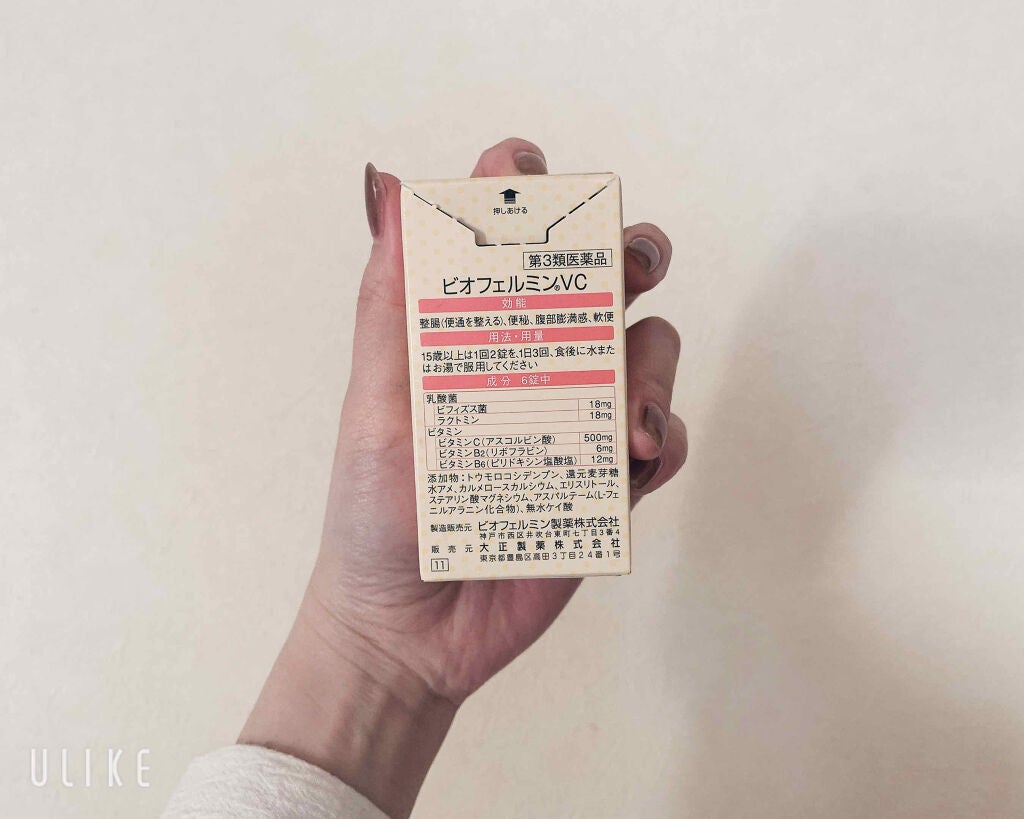 押しあける
第3類医薬品
ビオフェルミン®VC
効能
整腸(便通を整える)、便秘、腹部膨満感、軟便
用法・用量
15歳以上は1回2錠を、1日3回、食後に水また
はお湯で服用してください
成分 6錠中
乳酸菌
ビフィズス菌 18mg
ラクトミン 18mg
ビタミン
ビタミンC(アスコルビン酸) 500mg
ビタミンB2(リボフラビン) 6mg
ビタミンB6(ピリドキシン塩酸塩) 12mg
添加物:トウモロコシデンプン、還元麦芽糖
水アメ、カルメロースカルシウム、エリスリトール、
ステアリン酸マグネシウム、アスパルテーム(L-フェ
ニルアラニン化合物)、無水ケイ酸
製造販売元 ビオフェルミン製薬株式会社
神戸市西区井吹台東町七丁目3番4
販売元 大正製薬株式会社
東京都豊島区高田3丁目24番1号
11
ULIKE